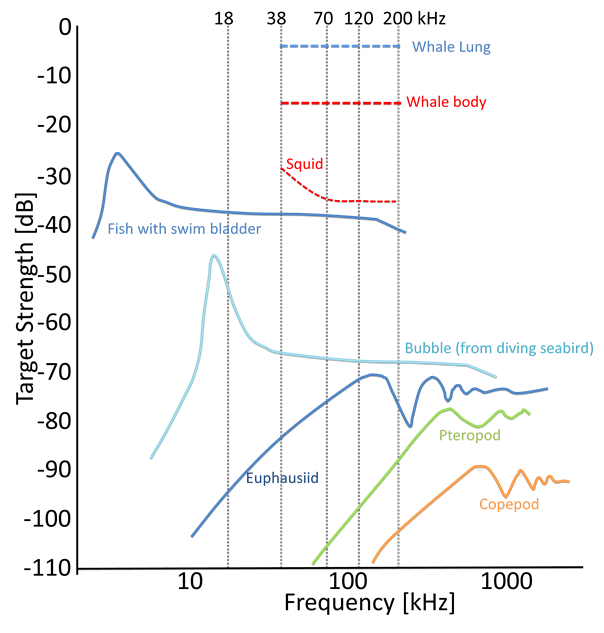 18 38 70 120 200 kHz
0
Whale Lung
-10
Whale body
-20
Squid
-30
-40
Fish with swim bladder
-50
-60
Bubble (from diving seabird)
-70
-80
Pteropod
-90
Euphausiid
Copepod
-100
-110
Target Strength [dB]
10 100 1000
Frequency [kHz]